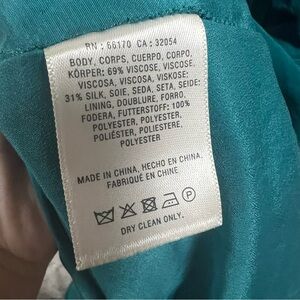 RN : 66170 CA : 32054
BODY, CORPS, CUERPO, CORPO,
KÖRPER: 69% VISCOSE, VISCOSE,
VISCOSA, VISCOSA, VISKOSE:
31% SILK, SOIE, SEDA, SETA, SEIDE:
LINING, DOUBLURE, FORRO,
FODERA, FUTTERSTOFF: 100%
POLYESTER, POLYESTER,
POLIÉSTER, POLIESTERE,
POLYESTER
MADE IN CHINA, HECHO EN CHINA,
FABRIQUÉ EN CHINE
P
DRY CLEAN ONLY.